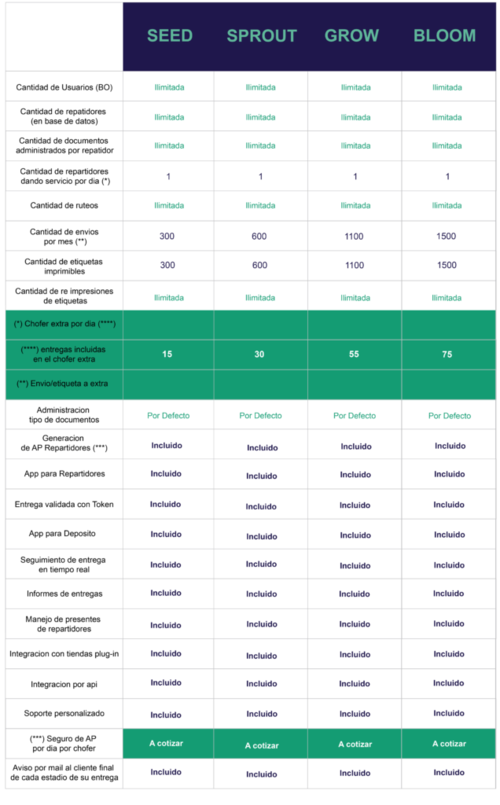 SEED SPROUT GROW BLOOM
Cantidad de Usuarios (BO) Ilimitada Ilimitada Ilimitada Ilimitada
Cantidad de repatidores
(en base de datos) Ilimitada Ilimitada Ilimitada Ilimitada
Cantidad de documentos
administrados por repatidor Ilimitada Ilimitada Ilimitada Ilimitada
Cantidad de repartidores
dando servicio por dia (*) 1 1 1 1
Cantidad de ruteos Ilimitada Ilimitada Ilimitada Ilimitada
Cantidad de envios
por mes (**) 300 600 1100 1500
Cantidad de etiquetas
imprimibles 300 600 1100 1500
Cantidad de re impresiones
de etiquetas Ilimitada Ilimitada Ilimitada Ilimitada
(*) Chofer extra por dia (****)
(****) entregas incluidas
en el chofer extra 15 30 55 75
(**) Envio/etiqueta a extra
Administracion
tipo de documentos Por Defecto Por Defecto Por Defecto Por Defecto
Generacion
de AP Repartidores (***) Incluido Incluido Incluido Incluido
App para Repartidores Incluido Incluido Incluido Incluido
Entrega validada con Token Incluido Incluido Incluido Incluido
App para Deposito Incluido Incluido Incluido Incluido
Seguimiento de entrega
en tiempo real Incluido Incluido Incluido Incluido
Informes de entregas Incluido Incluido Incluido Incluido
Manejo de presentes
de repartidores Incluido Incluido Incluido Incluido
Integracion con tiendas plug-in Incluido Incluido Incluido Incluido
Integracion por api Incluido Incluido Incluido Incluido
Soporte personalizado Incluido Incluido Incluido Incluido
(***) Seguro de AP
por dia por chofer A cotizar A cotizar A cotizar A cotizar
Aviso por mail al cliente final
de cada estadio de su entrega Incluido Incluido Incluido Incluido